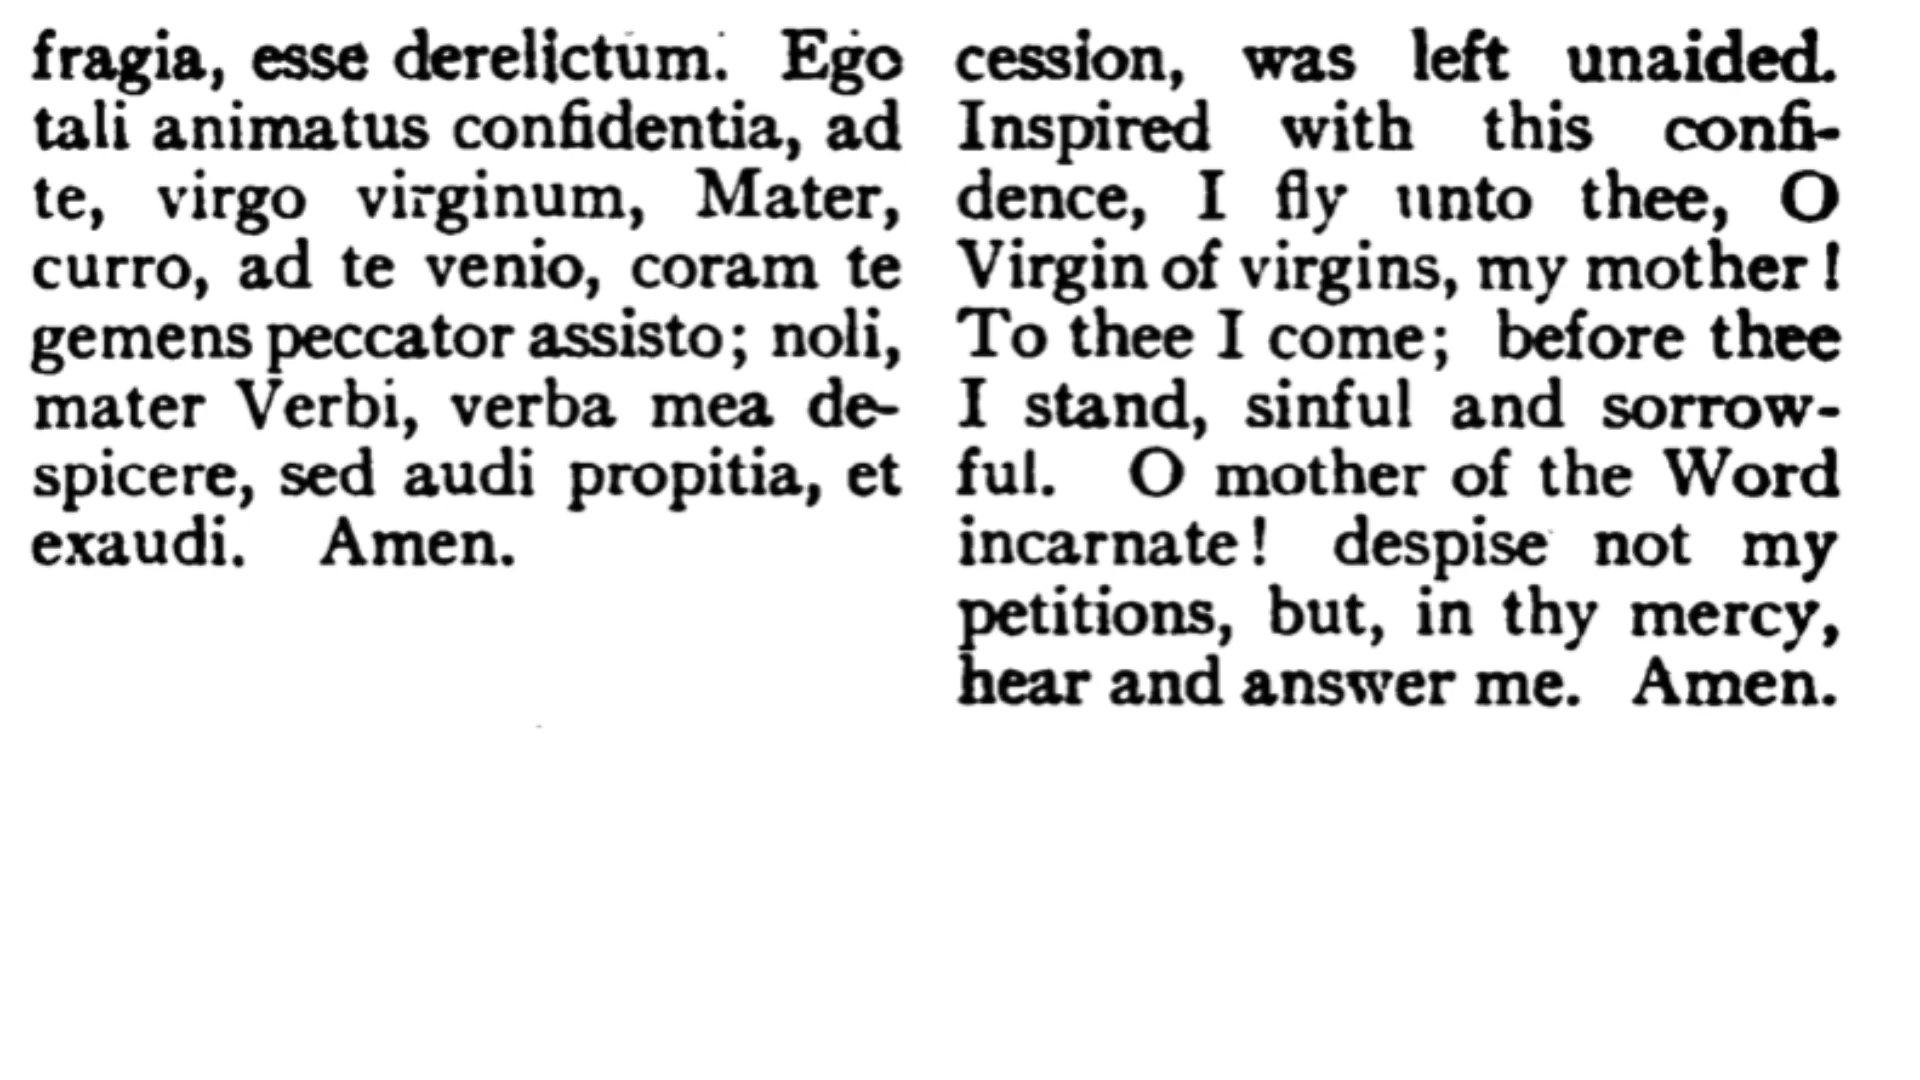 fragia, esse derelictum. Ego
tali animatus confidentia, ad
te, virgo virginum, Mater,
curro, ad te venio, coram te
gemens peccator assisto; noli,
mater Verbi, verba mea de-
spicere, sed audi propitia, et
exaudi. Amen.
cession, was left unaided.
Inspired with this confi-
dence, I fly unto thee, O
Virgin of virgins, my mother!
To thee I come; before thee
I stand, sinful and sorrow-
ful. O mother of the Word
incarnate! despise not my
petitions, but, in thy mercy,
hear and answer me. Amen.